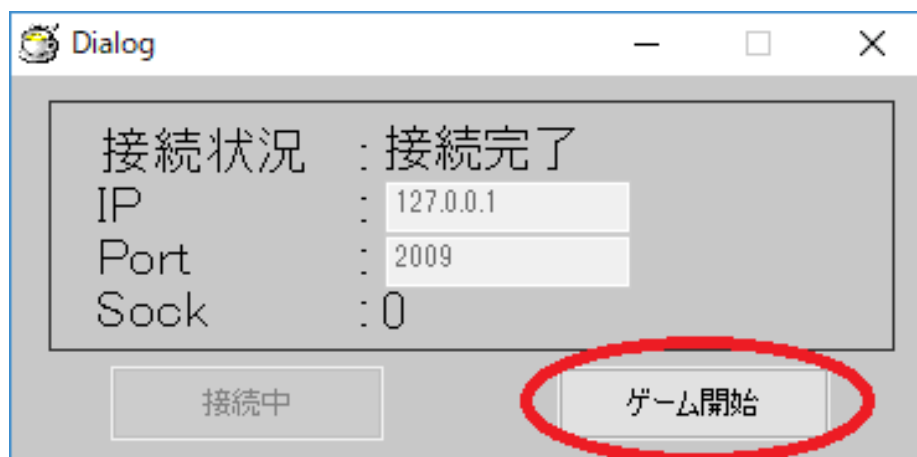 Dialog
接続状況 :接続完了
IP : 127.0.0.1
Port : 2009
Sock :0
接続中 ゲーム開始